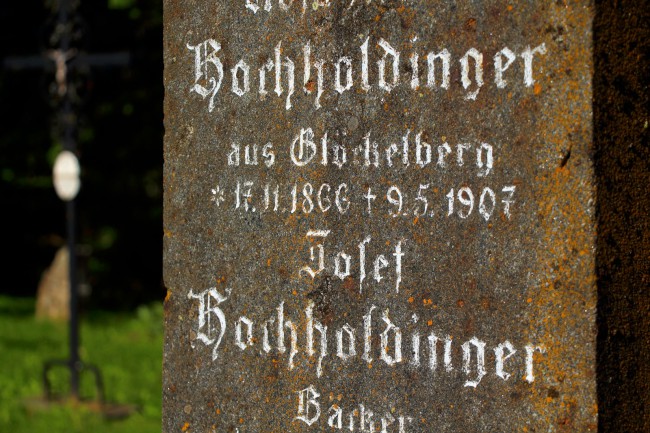 Hochholdinger
aus Glöckelberg
* 17.11.1866 † 9.5.1907
Josef
Hochholdinger
Bäcker